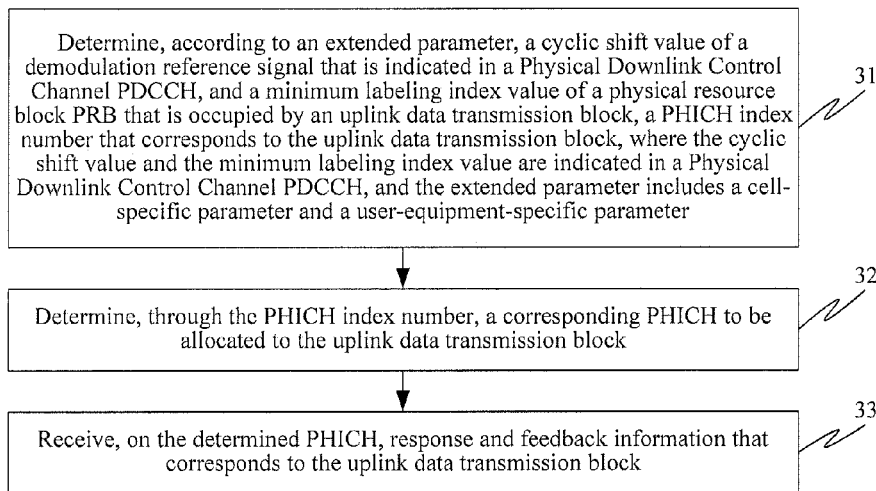 Determine, according to an extended parameter, a cyclic shift value of a
demodulation reference signal that is indicated in a Physical Downlink Control
Channel PDCCH, and a minimum labeling index value of a physical resource
block PRB that is occupied by an uplink data transmission block, a PHICH index
number that corresponds to the uplink data transmission block, where the cyclic
shift value and the minimum labeling index value are indicated in a Physical
Downlink Control Channel PDCCH, and the extended parameter includes a cell-
specific parameter and a user-equipment-specific parameter
31
Determine, through the PHICH index number, a corresponding PHICH to be
allocated to the uplink data transmission block
32
Receive, on the determined PHICH, response and feedback information that
corresponds to the uplink data transmission block
33